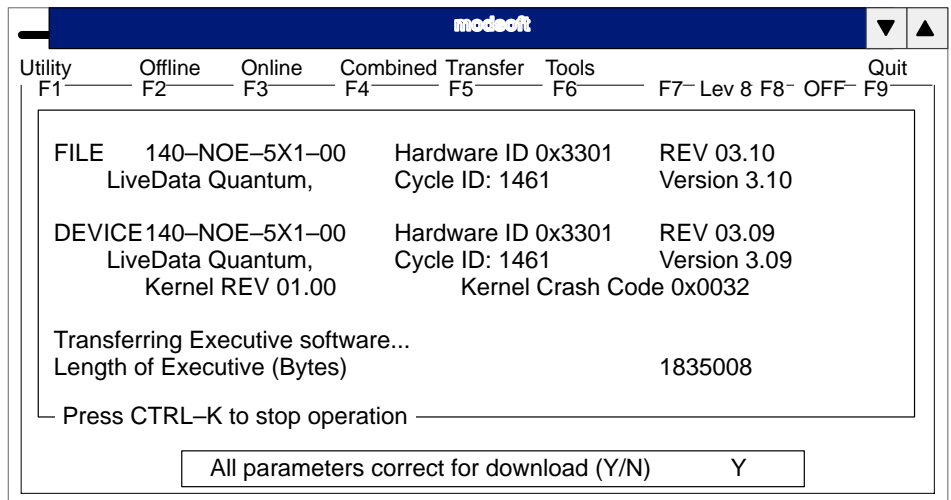 modsoft
Utility Offline Online Combined Transfer Tools Quit
F1 F2 F3 F4 F5 F6 F7 Lev 8 F8 OFF F9
FILE 140–NOE–5X1–00 Hardware ID 0x3301 REV 03.10
LiveData Quantum, Cycle ID: 1461 Version 3.10
DEVICE 140–NOE–5X1–00 Hardware ID 0x3301 REV 03.09
LiveData Quantum, Cycle ID: 1461 Version 3.09
Kernel REV 01.00 Kernel Crash Code 0x0032
Transferring Executive software...
Length of Executive (Bytes) 1835008
Press CTRL–K to stop operation
All parameters correct for download (Y/N) Y